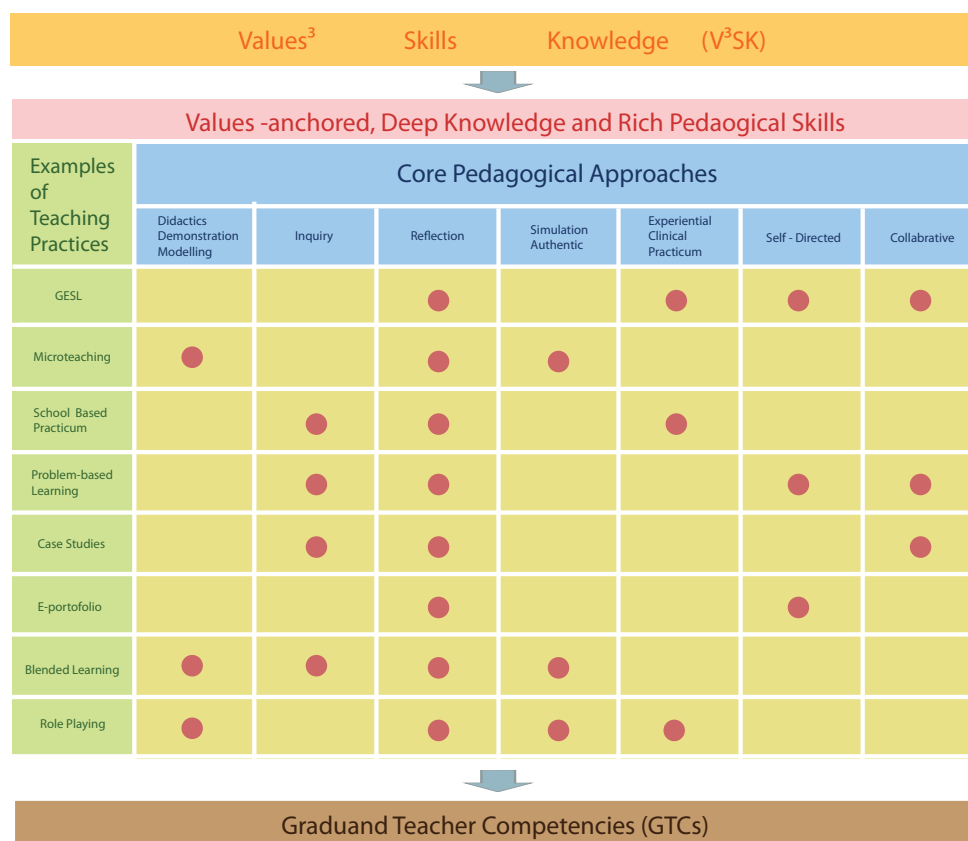 Values³ Skills Knowledge (V³SK)
Values -anchored, Deep Knowledge and Rich Pedaogical Skills
Examples
of
Teaching
Practices
Core Pedagogical Approaches
Didactics
Demonstration
Modelling
Inquiry
Reflection
Simulation
Authentic
Experiential
Clinical
Practicum
Self - Directed
Collabrative
GESL
Microteaching
School Based
Practicum
Problem-based
Learning
Case Studies
E-portofolio
Blended Learning
Role Playing
Graduand Teacher Competencies (GTCs)